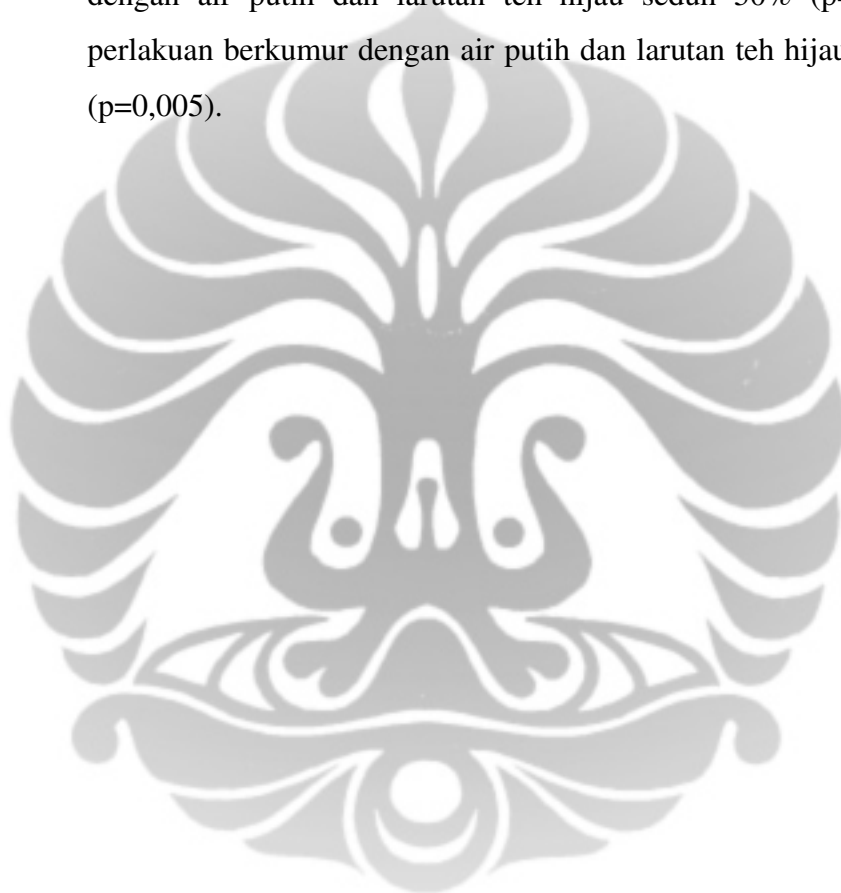 dengan air putih dan larutan teh hijau seduh 50% (p=
perlakuan berkumur dengan air putih dan larutan teh hijau
(p=0,005).